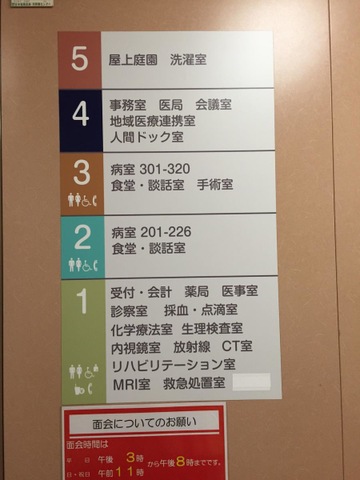 5
屋上庭園 洗濯室
4
事務室 医局 会議室
地域医療連携室
人間ドック室
3
病室 301-320
食堂・談話室 手術室
2
病室 201-226
食堂・談話室
1
受付・会計 薬局 医事室
診察室 採血・点滴室
化学療法室 生理検査室
内視鏡室 放射線 CT室
リハビリテーション室
MRI室 救急処置室
面会についてのお願い
面会時間は
平 日 午後 3時
から午後8時までです。
日・祝日 午前11時